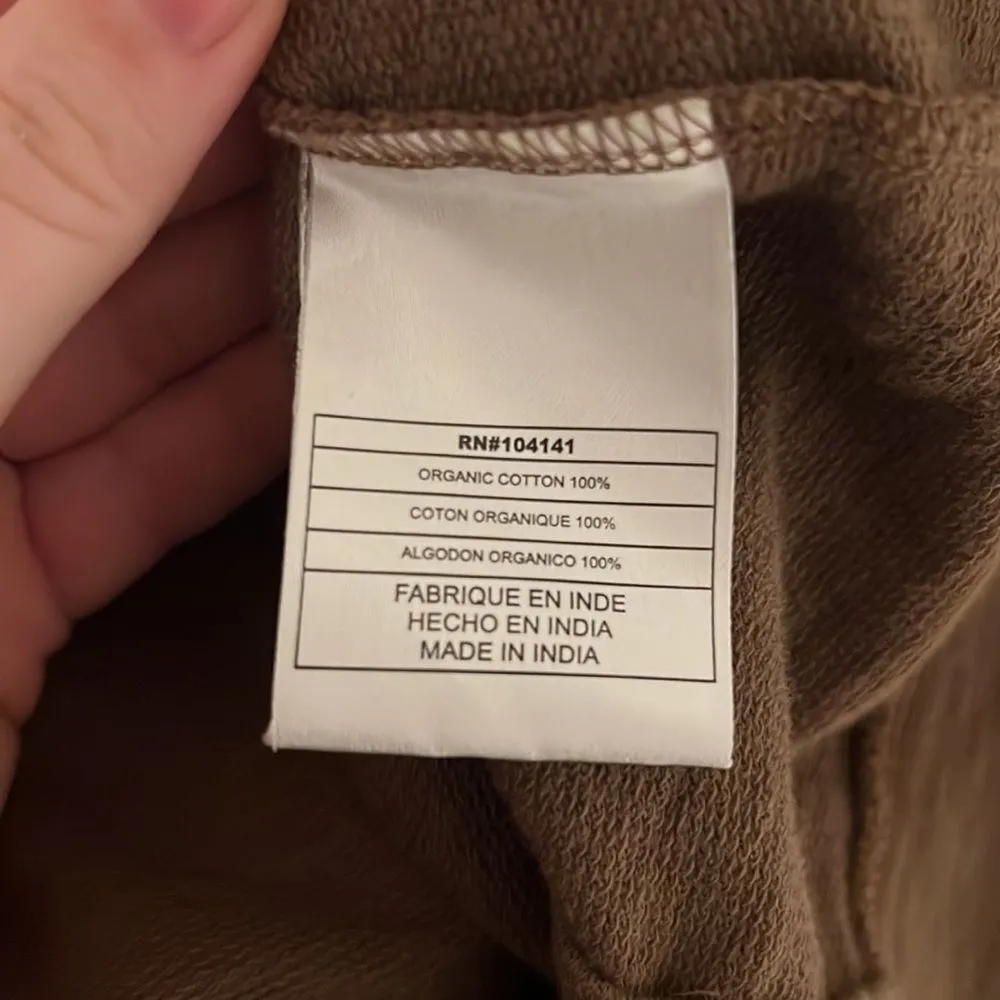 RN#104141
ORGANIC COTTON 100%
COTON ORGANIQUE 100%
ALGODON ORGANICO 100%
FABRIQUE EN INDE
HECHO EN INDIA
MADE IN INDIA